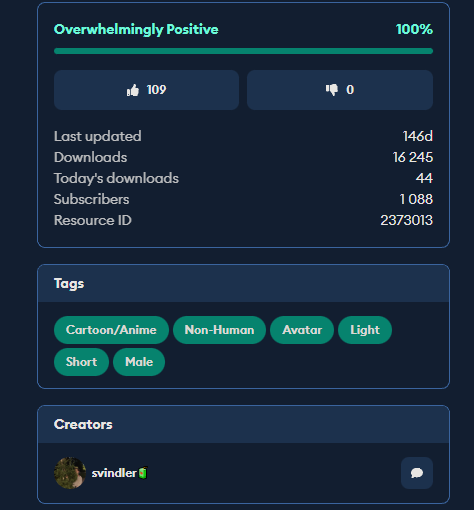 Overwhelmingly Positive 100%
109 0
Last updated 146d
Downloads 16 245
Today's downloads 44
Subscribers 1 088
Resource ID 2373013
Tags
Cartoon/Anime Non-Human Avatar Light
Short Male
Creators
svindler